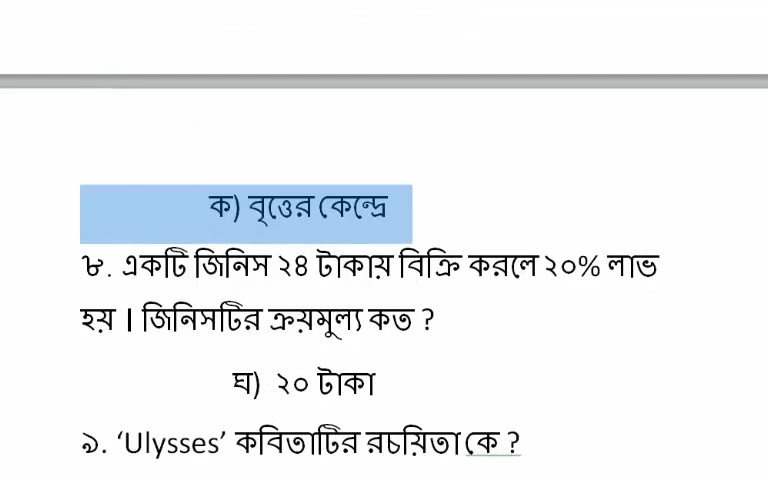 ক) বৃত্তের কেন্দ্রে
৮. একটি জিনিস ২৪ টাকায় বিক্রি করলে ২০% লাভ
হয়। জিনিসটির ক্রয়মূল্য কত ?
ঘ) ২০ টাকা
৯. ‘Ulysses’ কবিতাটির রচয়িতা কে ?